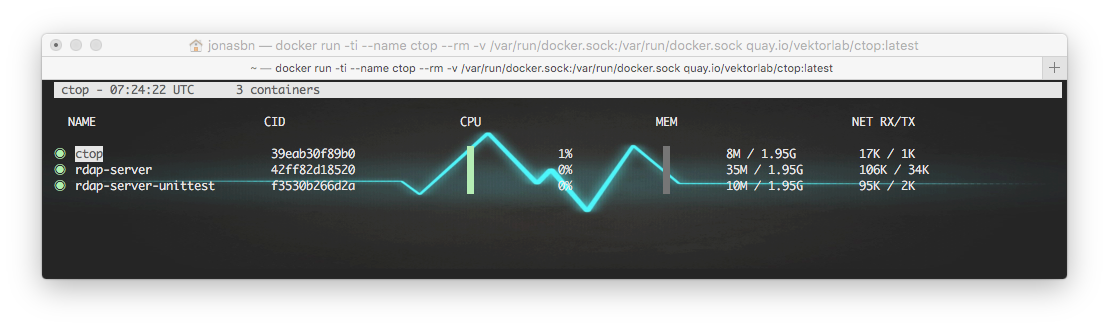 jonasbn — docker run -ti --name ctop --rm -v /var/run/docker.sock:/var/run/docker.sock quay.io/vektorlab/ctop:latest
~ — docker run -ti --name ctop --rm -v /var/run/docker.sock:/var/run/docker.sock quay.io/vektorlab/ctop:latest +
ctop - 07:24:22 UTC 3 containers
NAME CID CPU MEM NET RX/TX
ctop 39eab30f89b0 1% 8M / 1.95G 17K / 1K
rdap-server 42ff82d18520 0% 35M / 1.95G 106K / 34K
rdap-server-unittest f3530b266d2a 0% 10M / 1.95G 95K / 2K